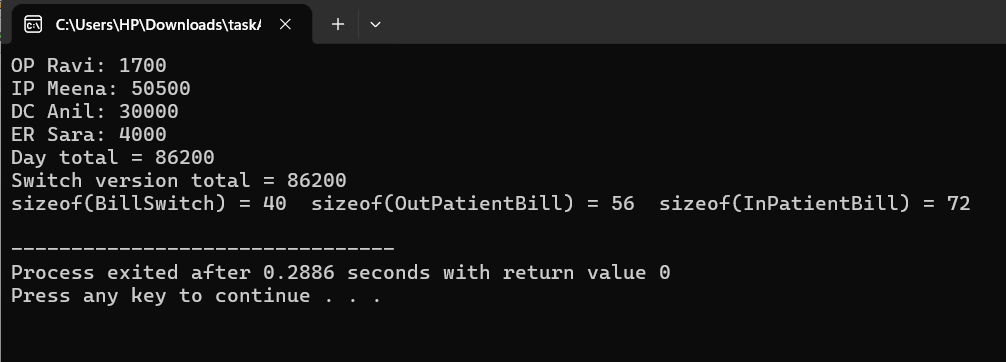 C:\Users\HP\Downloads\task
OP Ravi: 1700
IP Meena: 50500
DC Anil: 30000
ER Sara: 4000
Day total = 86200
Switch version total = 86200
sizeof(BillSwitch) = 40  sizeof(OutPatientBill) = 56  sizeof(InPatientBill) = 72
--------------------------------
Process exited after 0.2886 seconds with return value 0
Press any key to continue . . .